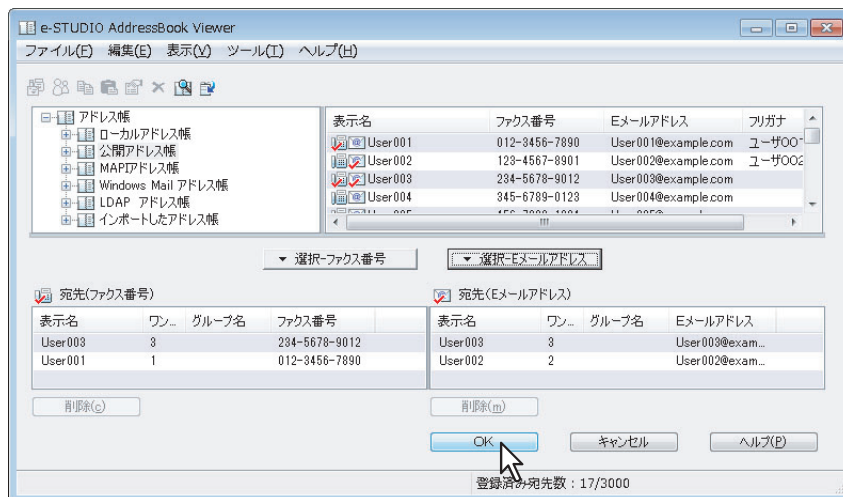 e-STUDIO AddressBook Viewer
ファイル(F) 編集(E) 表示(V) ツール(T) ヘルプ(H)
アドレス帳
ローカルアドレス帳
公開アドレス帳
MAPIアドレス帳
Windows Mail アドレス帳
LDAP アドレス帳
インポートしたアドレス帳
表示名 ファクス番号 Eメールアドレス フリガナ
User001 012-3456-7890 User001@example.com ユーザ001
User002 123-4567-8901 User002@example.com ユーザ002
User003 234-5678-9012 User003@example.com
User004 345-6789-0123 User004@example.com
▼ 選択-ファクス番号 ▼ 選択-Eメールアドレス
宛先(ファクス番号)
表示名 ワン... グループ名 ファクス番号
User003 3 234-5678-9012
User001 1 012-3456-7890
削除(c)
宛先(Eメールアドレス)
表示名 ワン... グループ名 Eメールアドレス
User003 3 User003@exam...
User002 2 User002@exam...
削除(m)
OK キャンセル ヘルプ(P)
登録済み宛先数:17/3000